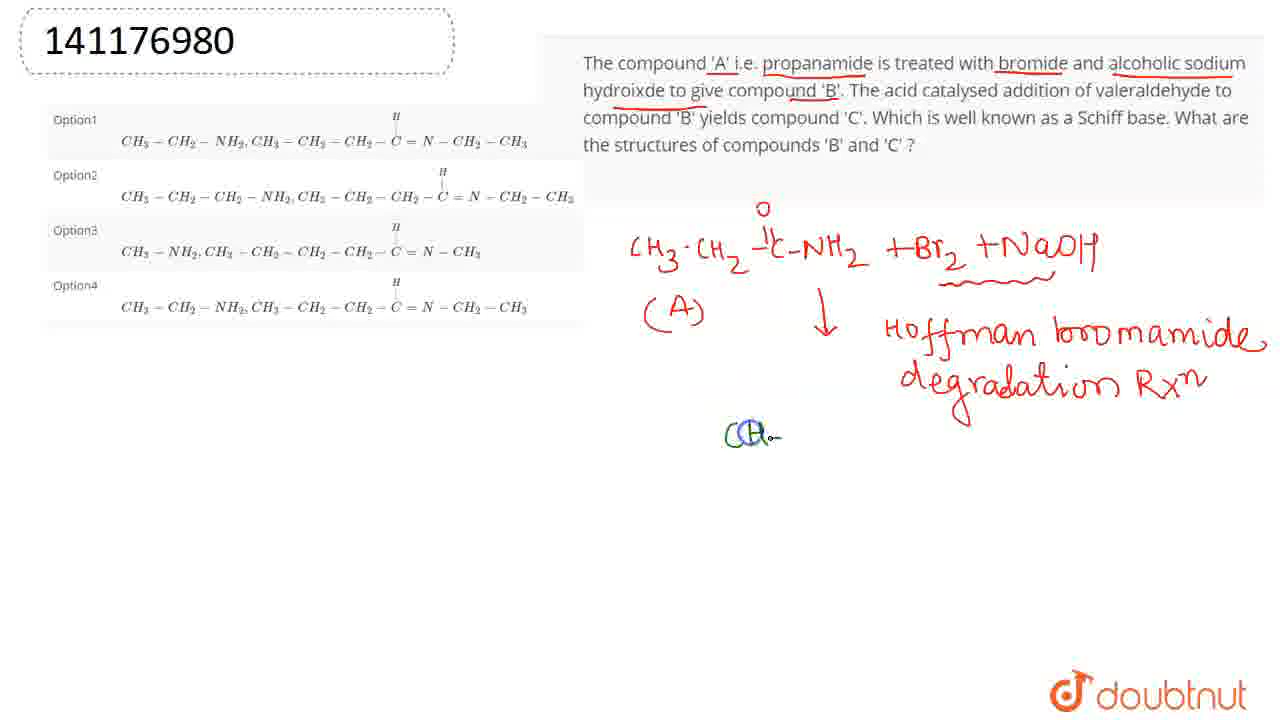 141176980
The compound 'A' i.e. propanamide is treated with bromide and alcoholic sodium
hydroixde to give compound 'B'. The acid catalysed addition of valeraldehyde to
compound 'B' yields compound 'C'. Which is well known as a Schiff base. What are
the structures of compounds 'B' and 'C' ?
Option1
H
CH₃ − CH₂ − NH₂, CH₃ − CH₂ − CH₂ − C = N − CH₂ − CH₃
Option2
H
CH₃ − CH₂ − CH₂ − NH₂, CH₃ − CH₂ − CH₂ − C = N − CH₂ − CH₃
Option3
H
CH₃ − NH₂, CH₃ − CH₂ − CH₂ − C = N − CH₃
Option4
H
CH₃ − CH₂ − NH₂, CH₃ − CH₂ − CH₂ − C = N − CH₂ − CH₃
O
CH₃·CH₂−C−NH₂ + Br₂ + NaOH
(A)
Hoffman bromamide
degradation Rxn
CH
doubtnut